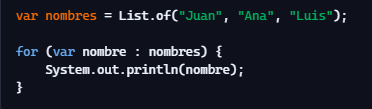 var nombres = List.of("Juan", "Ana", "Luis");
for (var nombre : nombres) {
    System.out.println(nombre);
}